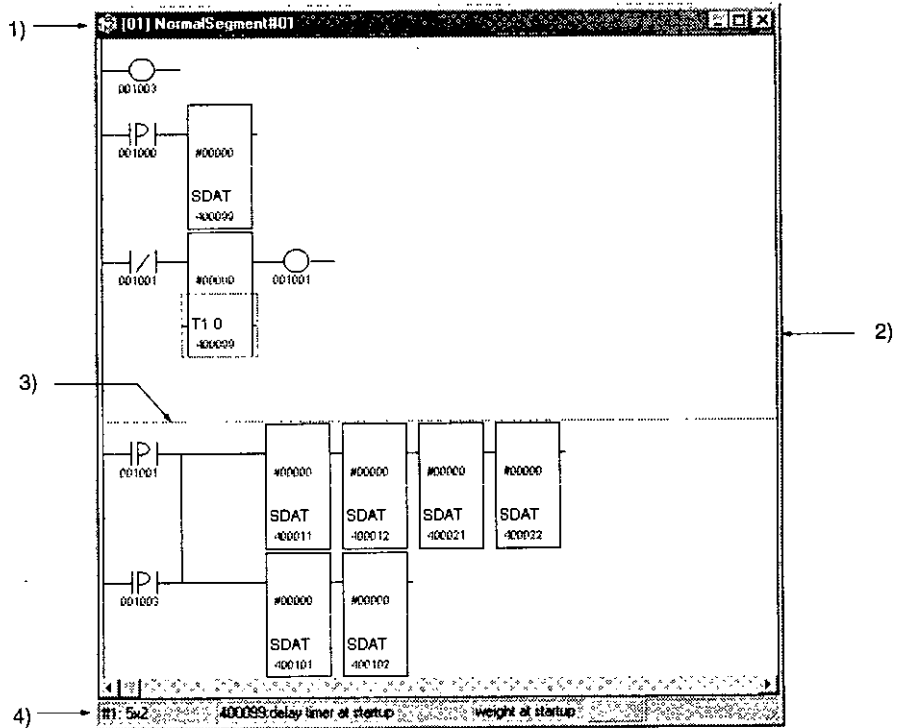 1)
[01] NormalSegment#01
001003
001000
#00000
SDAT
400099
001001
#00000
001001
T1 0
400099
2)
3)
001001
#00000 #00000 #00000 #00000
SDAT SDAT SDAT SDAT
400011 400012 400021 400022
001003
#00000 #00000
SDAT SDAT
400101 400102
4)
#1: 5x2 400099:delay timer at startup weight at startup